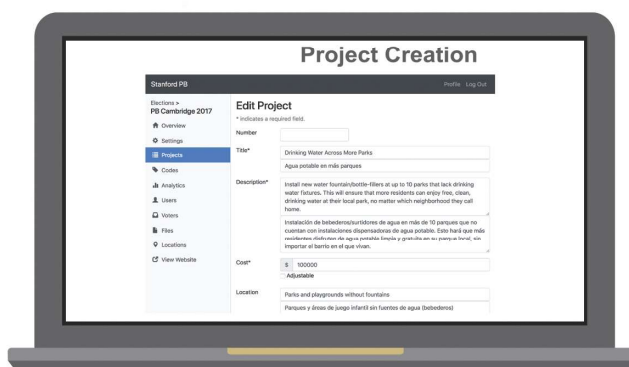 Project Creation
Stanford PB
Profile Log Out
Elections >
PB Cambridge 2017
Overview
Settings
Projects
Codes
Analytics
Users
Voters
Files
Locations
View Website
Edit Project
* indicates a required field.
Number
Title*
Drinking Water Across More Parks
Agua potable en más parques
Description*
Install new water fountain/bottle-fillers at up to 10 parks that lack drinking
water fixtures. This will ensure that more residents can enjoy free, clean,
drinking water at their local park, no matter which neighborhood they call
home.
Instalación de bebederos/surtidores de agua en más de 10 parques que no
cuentan con instalaciones dispensadoras de agua potable. Esto hará que más
residentes disfruten de agua potable limpia y gratuita en su parque local, sin
importar el barrio en el que vivan.
Cost*
$ 100000
Adjustable
Location
Parks and playgrounds without fountains
Parques y áreas de juego infantil sin fuentes de agua (bebederos)